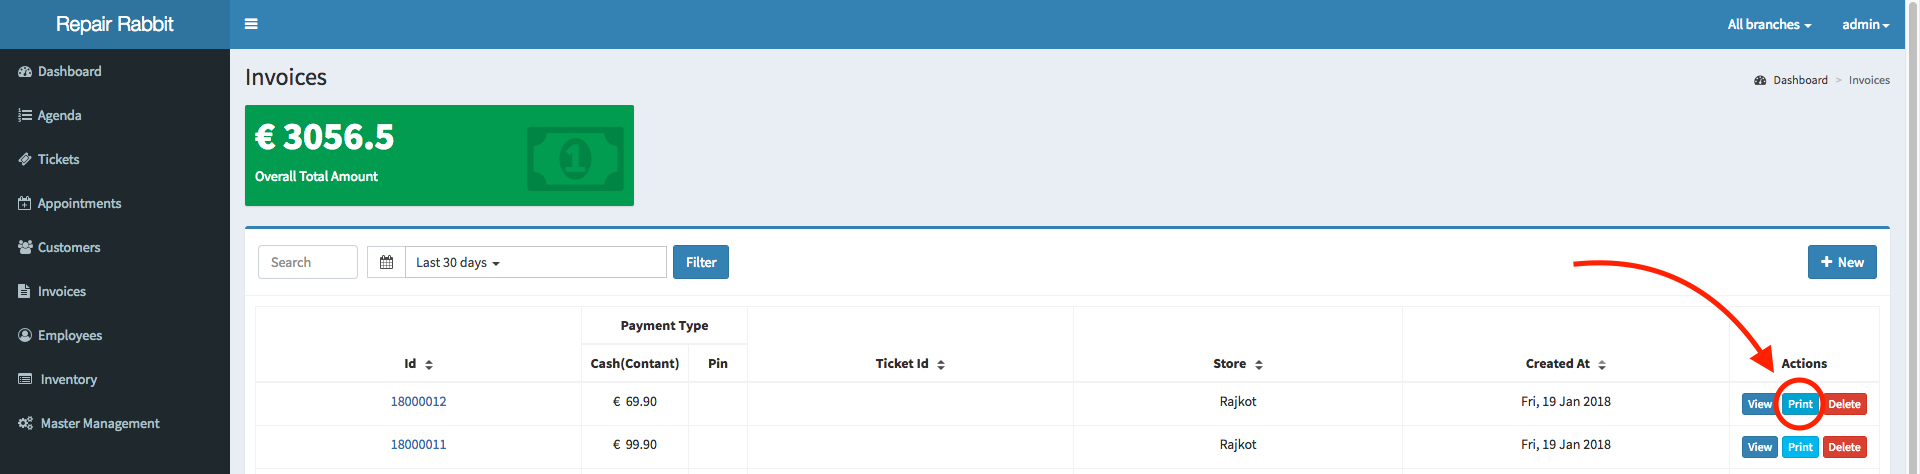 Repair Rabbit
All branches admin
Dashboard
Agenda
Tickets
Appointments
Customers
Invoices
Employees
Inventory
Master Management
Invoices
Dashboard > Invoices
€ 3056.5
1
Overall Total Amount
Search Last 30 days Filter + New
Payment Type
Id Cash(Contant) Pin Ticket Id Store Created At Actions
18000012 € 69.90 Rajkot Fri, 19 Jan 2018 View Print Delete
18000011 € 99.90 Rajkot Fri, 19 Jan 2018 View Print Delete